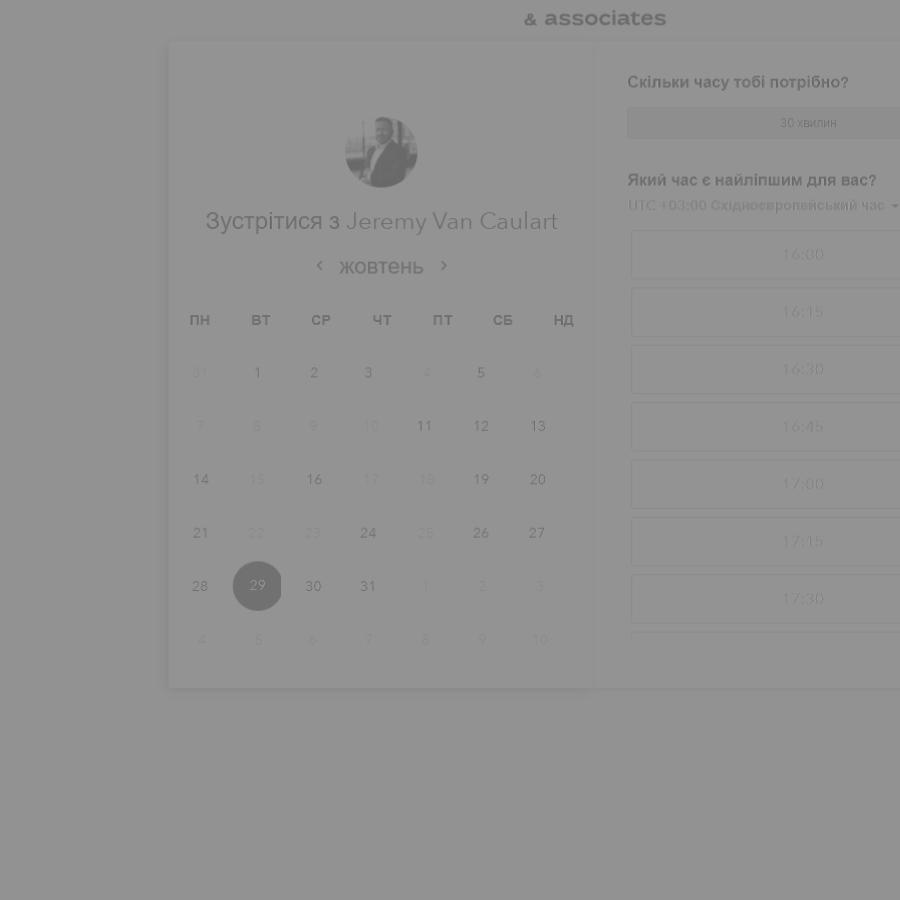 & associates
Зустрітися з Jeremy Van Caulart
жовтень
ПН ВТ СР ЧТ ПТ СБ НД
31 1 2 3 4 5 6
7 8 9 10 11 12 13
14 15 16 17 18 19 20
21 22 23 24 25 26 27
28 29 30 31 1 2 3
4 5 6 7 8 9 10
Скільки часу тобі потрібно?
30 хвилин
Який час є найліпшим для вас?
UTC +03:00 Східноєвропейський час
16:00
16:15
16:30
16:45
17:00
17:15
17:30